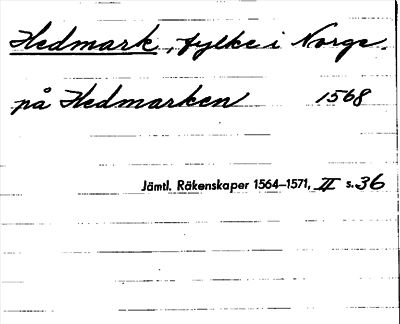 Hedmark, fylke i Norge.
på Hedmarken 1568
Jämtl. Räkenskaper 1564–1571, II s. 36